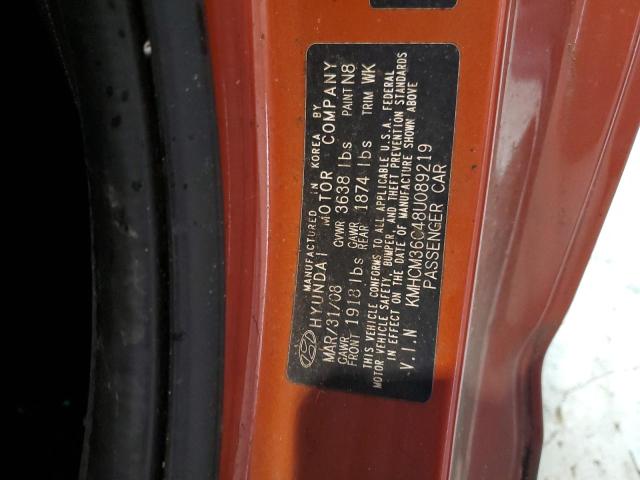 MANUFACTURED IN KOREA BY
HYUNDAI MOTOR COMPANY
MAR/31/08 GVWR 3638 lbs PAINT N8
GAWR FRONT 1918 lbs GAWR REAR 1874 lbs TRIM WK
THIS VEHICLE CONFORMS TO ALL APPLICABLE U.S.A. FEDERAL
MOTOR VEHICLE SAFETY, BUMPER, AND THEFT PREVENTION STANDARDS
IN EFFECT ON THE DATE OF MANUFACTURE SHOWN ABOVE
V.I.N KMHCM36C48U089219
PASSENGER CAR